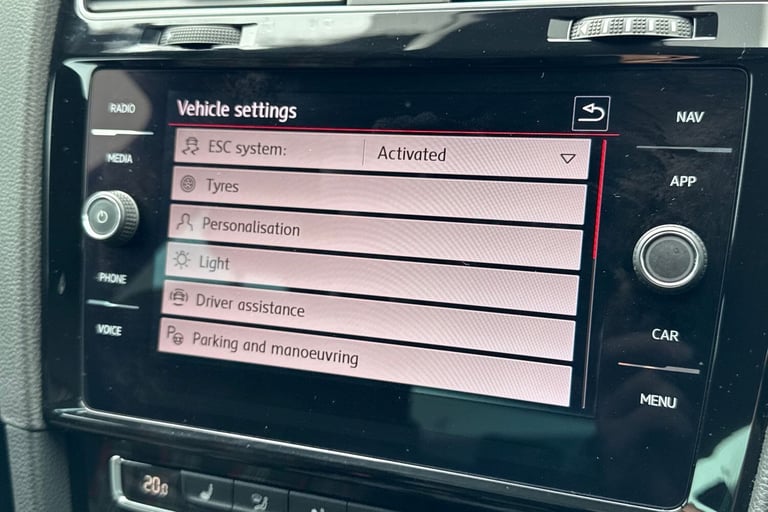 Vehicle settings
ESC system: Activated
Tyres
Personalisation
Light
Driver assistance
Parking and manoeuvring
RADIO
MEDIA
PHONE
VOICE
NAV
APP
CAR
MENU
20.0